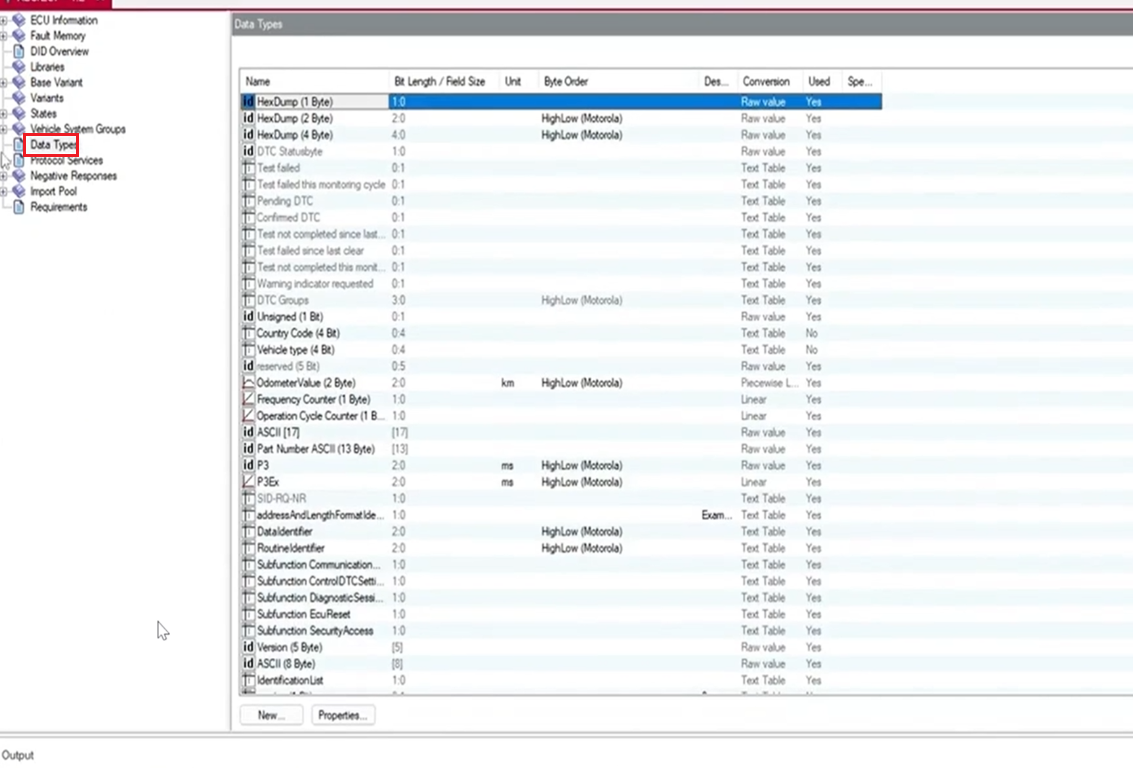 ECU Information
Fault Memory
DID Overview
Libraries
Base Variant
Variants
States
Vehicle System Groups
Data Types
Protocol Services
Negative Responses
Import Pool
Requirements
Data Types
Name Bit Length / Field Size Unit Byte Order Des... Conversion Used Spe...
id HexDump (1 Byte) 1:0 Raw value Yes
id HexDump (2 Byte) 2:0 HighLow (Motorola) Raw value Yes
id HexDump (4 Byte) 4:0 HighLow (Motorola) Raw value Yes
id DTC Statusbyte 1:0 Raw value Yes
Test failed 0:1 Text Table Yes
Test failed this monitoring cycle 0:1 Text Table Yes
Pending DTC 0:1 Text Table Yes
Confirmed DTC 0:1 Text Table Yes
Test not completed since last... 0:1 Text Table Yes
Test failed since last clear 0:1 Text Table Yes
Test not completed this monit... 0:1 Text Table Yes
Warning indicator requested 0:1 Text Table Yes
DTC Groups 3:0 HighLow (Motorola) Text Table Yes
id Unsigned (1 Bit) 0:1 Raw value Yes
Country Code (4 Bit) 0:4 Text Table No
Vehicle type (4 Bit) 0:4 Text Table No
id reserved (5 Bit) 0:5 Raw value Yes
OdometerValue (2 Byte) 2:0 km HighLow (Motorola) Piecewise L... Yes
Frequency Counter (1 Byte) 1:0 Linear Yes
Operation Cycle Counter (1 B... 1:0 Linear Yes
id ASCII [17] [17] Raw value Yes
id Part Number ASCII (13 Byte) [13] Raw value Yes
id P3 2:0 ms HighLow (Motorola) Raw value Yes
P3Ex 2:0 ms HighLow (Motorola) Linear Yes
SID-RQ-NR 1:0 Text Table Yes
addressAndLengthFormatIde... 1:0 Exam... Text Table Yes
DataIdentifier 2:0 HighLow (Motorola) Text Table Yes
RoutineIdentifier 2:0 HighLow (Motorola) Text Table Yes
Subfunction Communication... 1:0 Text Table Yes
Subfunction ControlDTCSetti... 1:0 Text Table Yes
Subfunction DiagnosticSessi... 1:0 Text Table Yes
Subfunction EcuReset 1:0 Text Table Yes
Subfunction SecurityAccess 1:0 Text Table Yes
id Version (5 Byte) [5] Raw value Yes
id ASCII (8 Byte) [8] Raw value Yes
IdentificationList 1:0 Text Table Yes
New... Properties...
Output